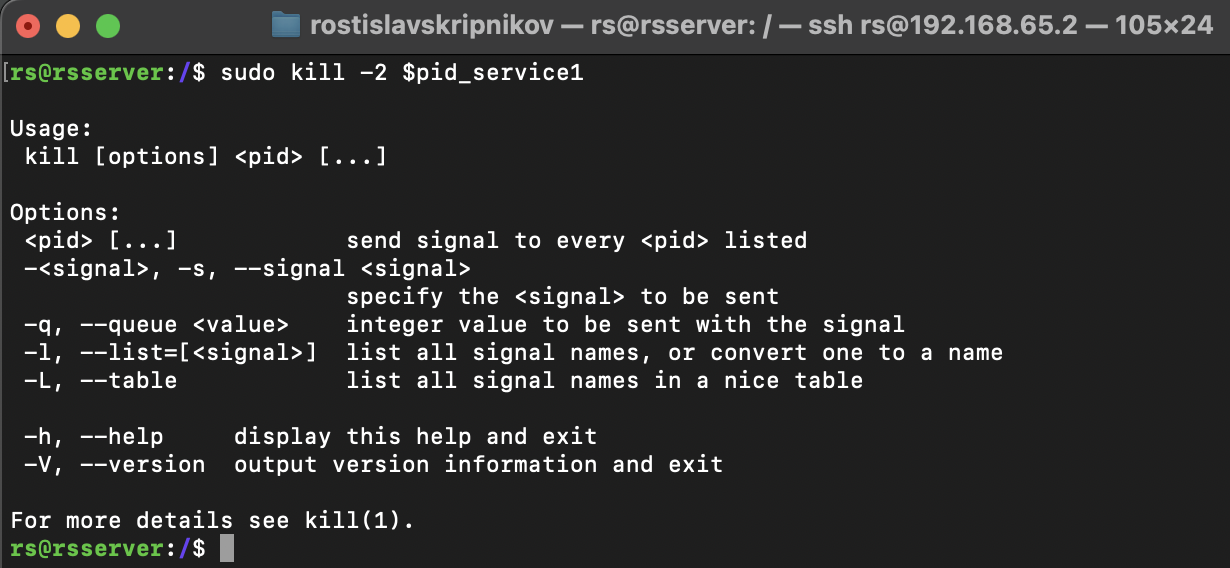 rostislavskripnikov — rs@rsserver: / — ssh rs@192.168.65.2 — 105×24
[rs@rsserver:/$ sudo kill -2 $pid_service1
Usage:
 kill [options] <pid> [...]
Options:
 <pid> [...]            send signal to every <pid> listed
 -<signal>, -s, --signal <signal>
                        specify the <signal> to be sent
 -q, --queue <value>    integer value to be sent with the signal
 -l, --list=[<signal>]  list all signal names, or convert one to a name
 -L, --table            list all signal names in a nice table
 -h, --help     display this help and exit
 -V, --version  output version information and exit
For more details see kill(1).
rs@rsserver:/$